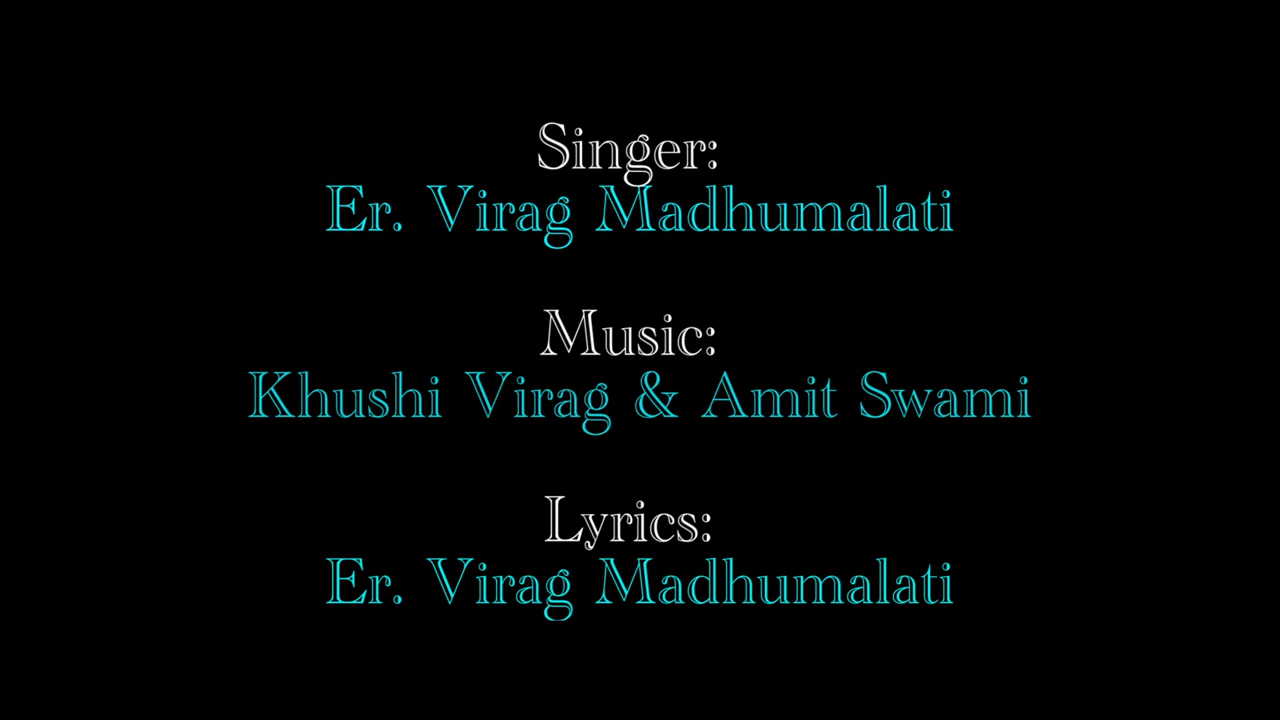 Singer:
Er. Virag Madhumalati
Music:
Khushi Virag & Amit Swami
Lyrics:
Er. Virag Madhumalati